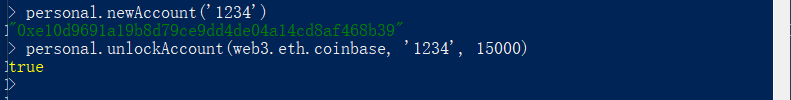 > personal.newAccount('1234')
"0xe10d9691a19b8d79ce9dd4de04a14cd8af468b39"
> personal.unlockAccount(web3.eth.coinbase, '1234', 15000)
true
>